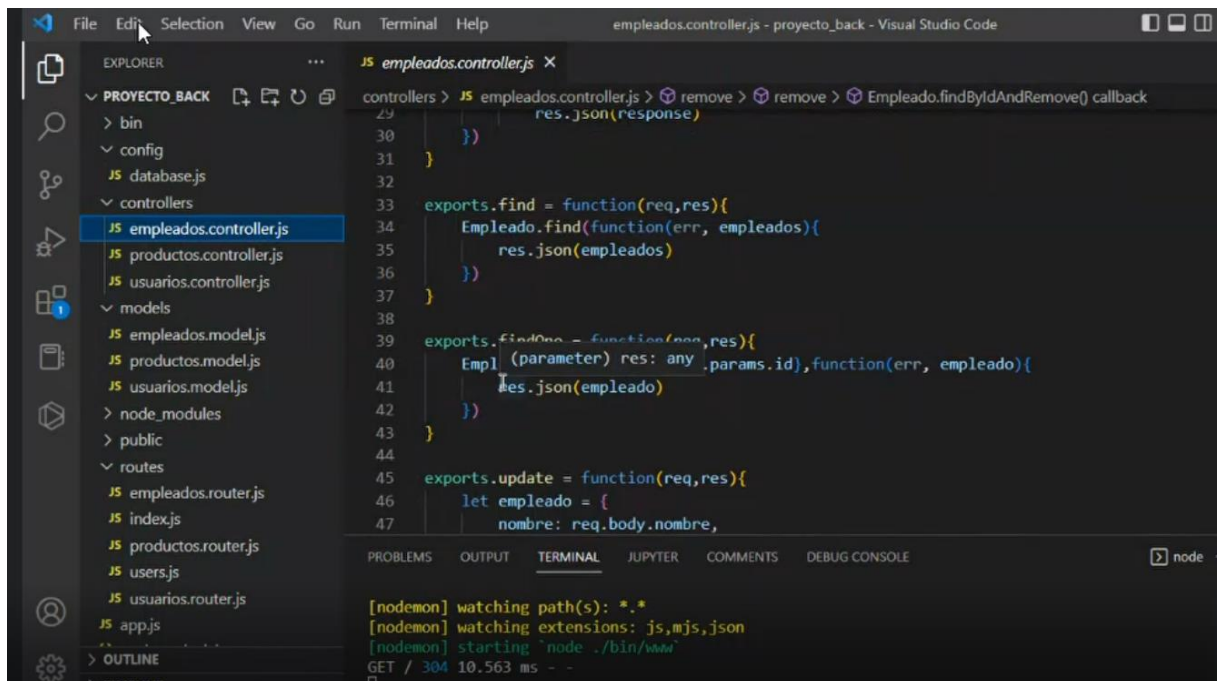 File Edit Selection View Go Run Terminal Help empleados.controller.js - proyecto_back - Visual Studio Code
EXPLORER ...
PROYECTO_BACK
> bin
config
JS database.js
controllers
JS empleados.controller.js
JS productos.controller.js
JS usuarios.controller.js
models
JS empleados.model.js
JS productos.model.js
JS usuarios.model.js
> node_modules
> public
routes
JS empleados.router.js
JS index.js
JS productos.router.js
JS users.js
JS usuarios.router.js
JS app.js
> OUTLINE
1
JS empleados.controller.js ×
controllers > JS empleados.controller.js > remove > remove > Empleado.findByIdAndRemove() callback
29 res.json(response)
30 })
31 }
32
33 exports.find = function(req,res){
34 Empleado.find(function(err, empleados){
35 res.json(empleados)
36 })
37 }
38
39 exports.findOne = function(req,res){
(parameter) res: any
40 Empl .params.id},function(err, empleado){
41 res.json(empleado)
42 })
43 }
44
45 exports.update = function(req,res){
46 let empleado = {
47 nombre: req.body.nombre,
PROBLEMS OUTPUT TERMINAL JUPYTER COMMENTS DEBUG CONSOLE node
[nodemon] watching path(s): *.*
[nodemon] watching extensions: js,mjs,json
[nodemon] starting `node ./bin/www`
GET / 304 10.563 ms - -